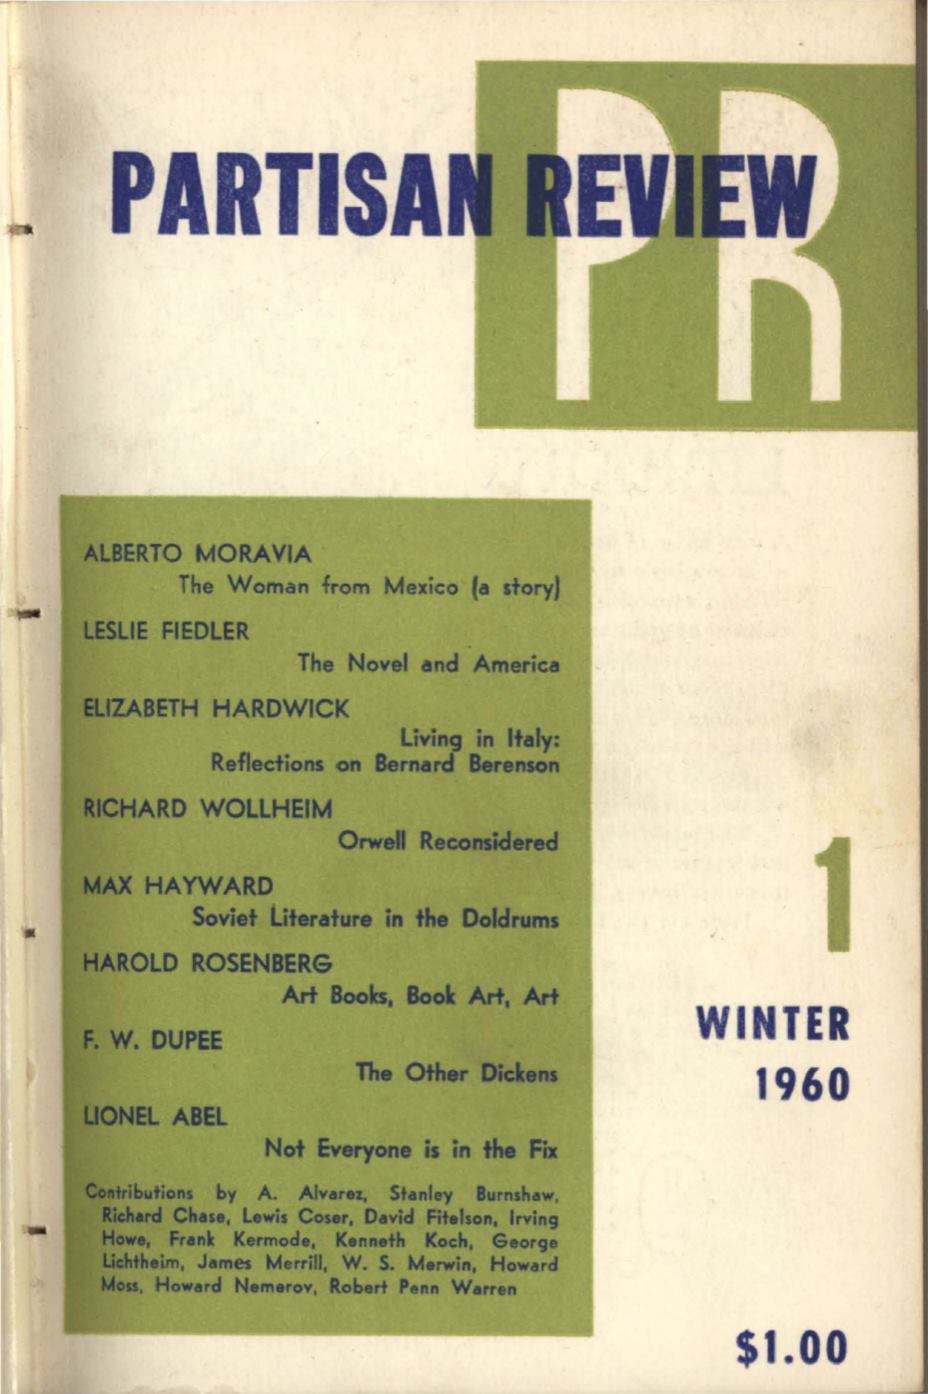 PR
PARTISAN REVIEW
ALBERTO MORAVIA
The Woman from Mexico (a story)
LESLIE FIEDLER
The Novel and America
ELIZABETH HARDWICK
Living in Italy:
Reflections on Bernard Berenson
RICHARD WOLLHEIM
Orwell Reconsidered
MAX HAYWARD
Soviet Literature in the Doldrums
HAROLD ROSENBERG
Art Books, Book Art, Art
F. W. DUPEE
The Other Dickens
LIONEL ABEL
Not Everyone is in the Fix
Contributions by A. Alvarez, Stanley Burnshaw,
Richard Chase, Lewis Coser, David Fitelson, Irving
Howe, Frank Kermode, Kenneth Koch, George
Lichtheim, James Merrill, W. S. Merwin, Howard
Moss, Howard Nemerov, Robert Penn Warren
1
WINTER
1960
$1.00